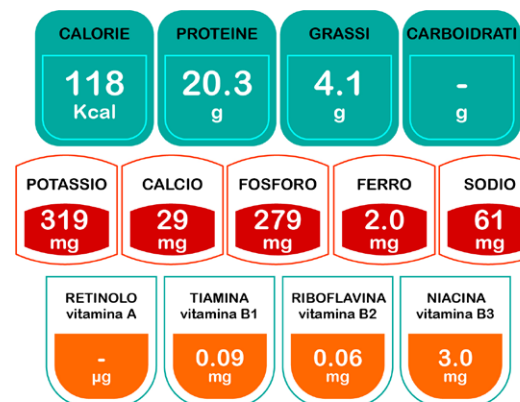 CALORIE PROTEINE GRASSI CARBOIDRATI
118 20.3 4.1 -
Kcal g g g
POTASSIO CALCIO FOSFORO FERRO SODIO
319 29 279 2.0 61
mg mg mg mg mg
RETINOLO TIAMINA RIBOFLAVINA NIACINA
vitamina A vitamina B1 vitamina B2 vitamina B3
- 0.09 0.06 3.0
µg mg mg mg